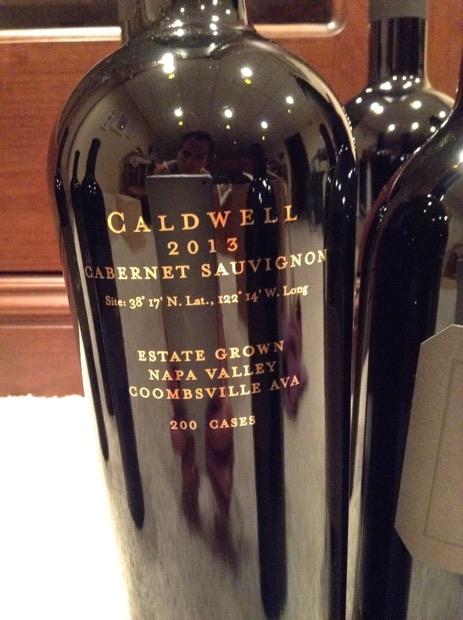 CALDWELL
2013
CABERNET SAUVIGNON
Site: 38° 17' N. Lat., 122° 14' W. Long
ESTATE GROWN
NAPA VALLEY
COOMBSVILLE AVA
200 CASES